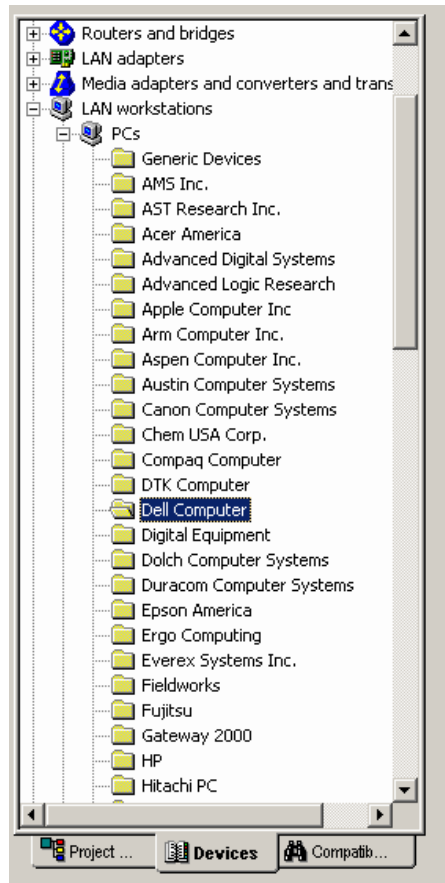 Routers and bridges
LAN adapters
Media adapters and converters and trans
LAN workstations
PCs
Generic Devices
AMS Inc.
AST Research Inc.
Acer America
Advanced Digital Systems
Advanced Logic Research
Apple Computer Inc
Arm Computer Inc.
Aspen Computer Inc.
Austin Computer Systems
Canon Computer Systems
Chem USA Corp.
Compaq Computer
DTK Computer
Dell Computer
Digital Equipment
Dolch Computer Systems
Duracom Computer Systems
Epson America
Ergo Computing
Everex Systems Inc.
Fieldworks
Fujitsu
Gateway 2000
HP
Hitachi PC
Project ... Devices Compatib...